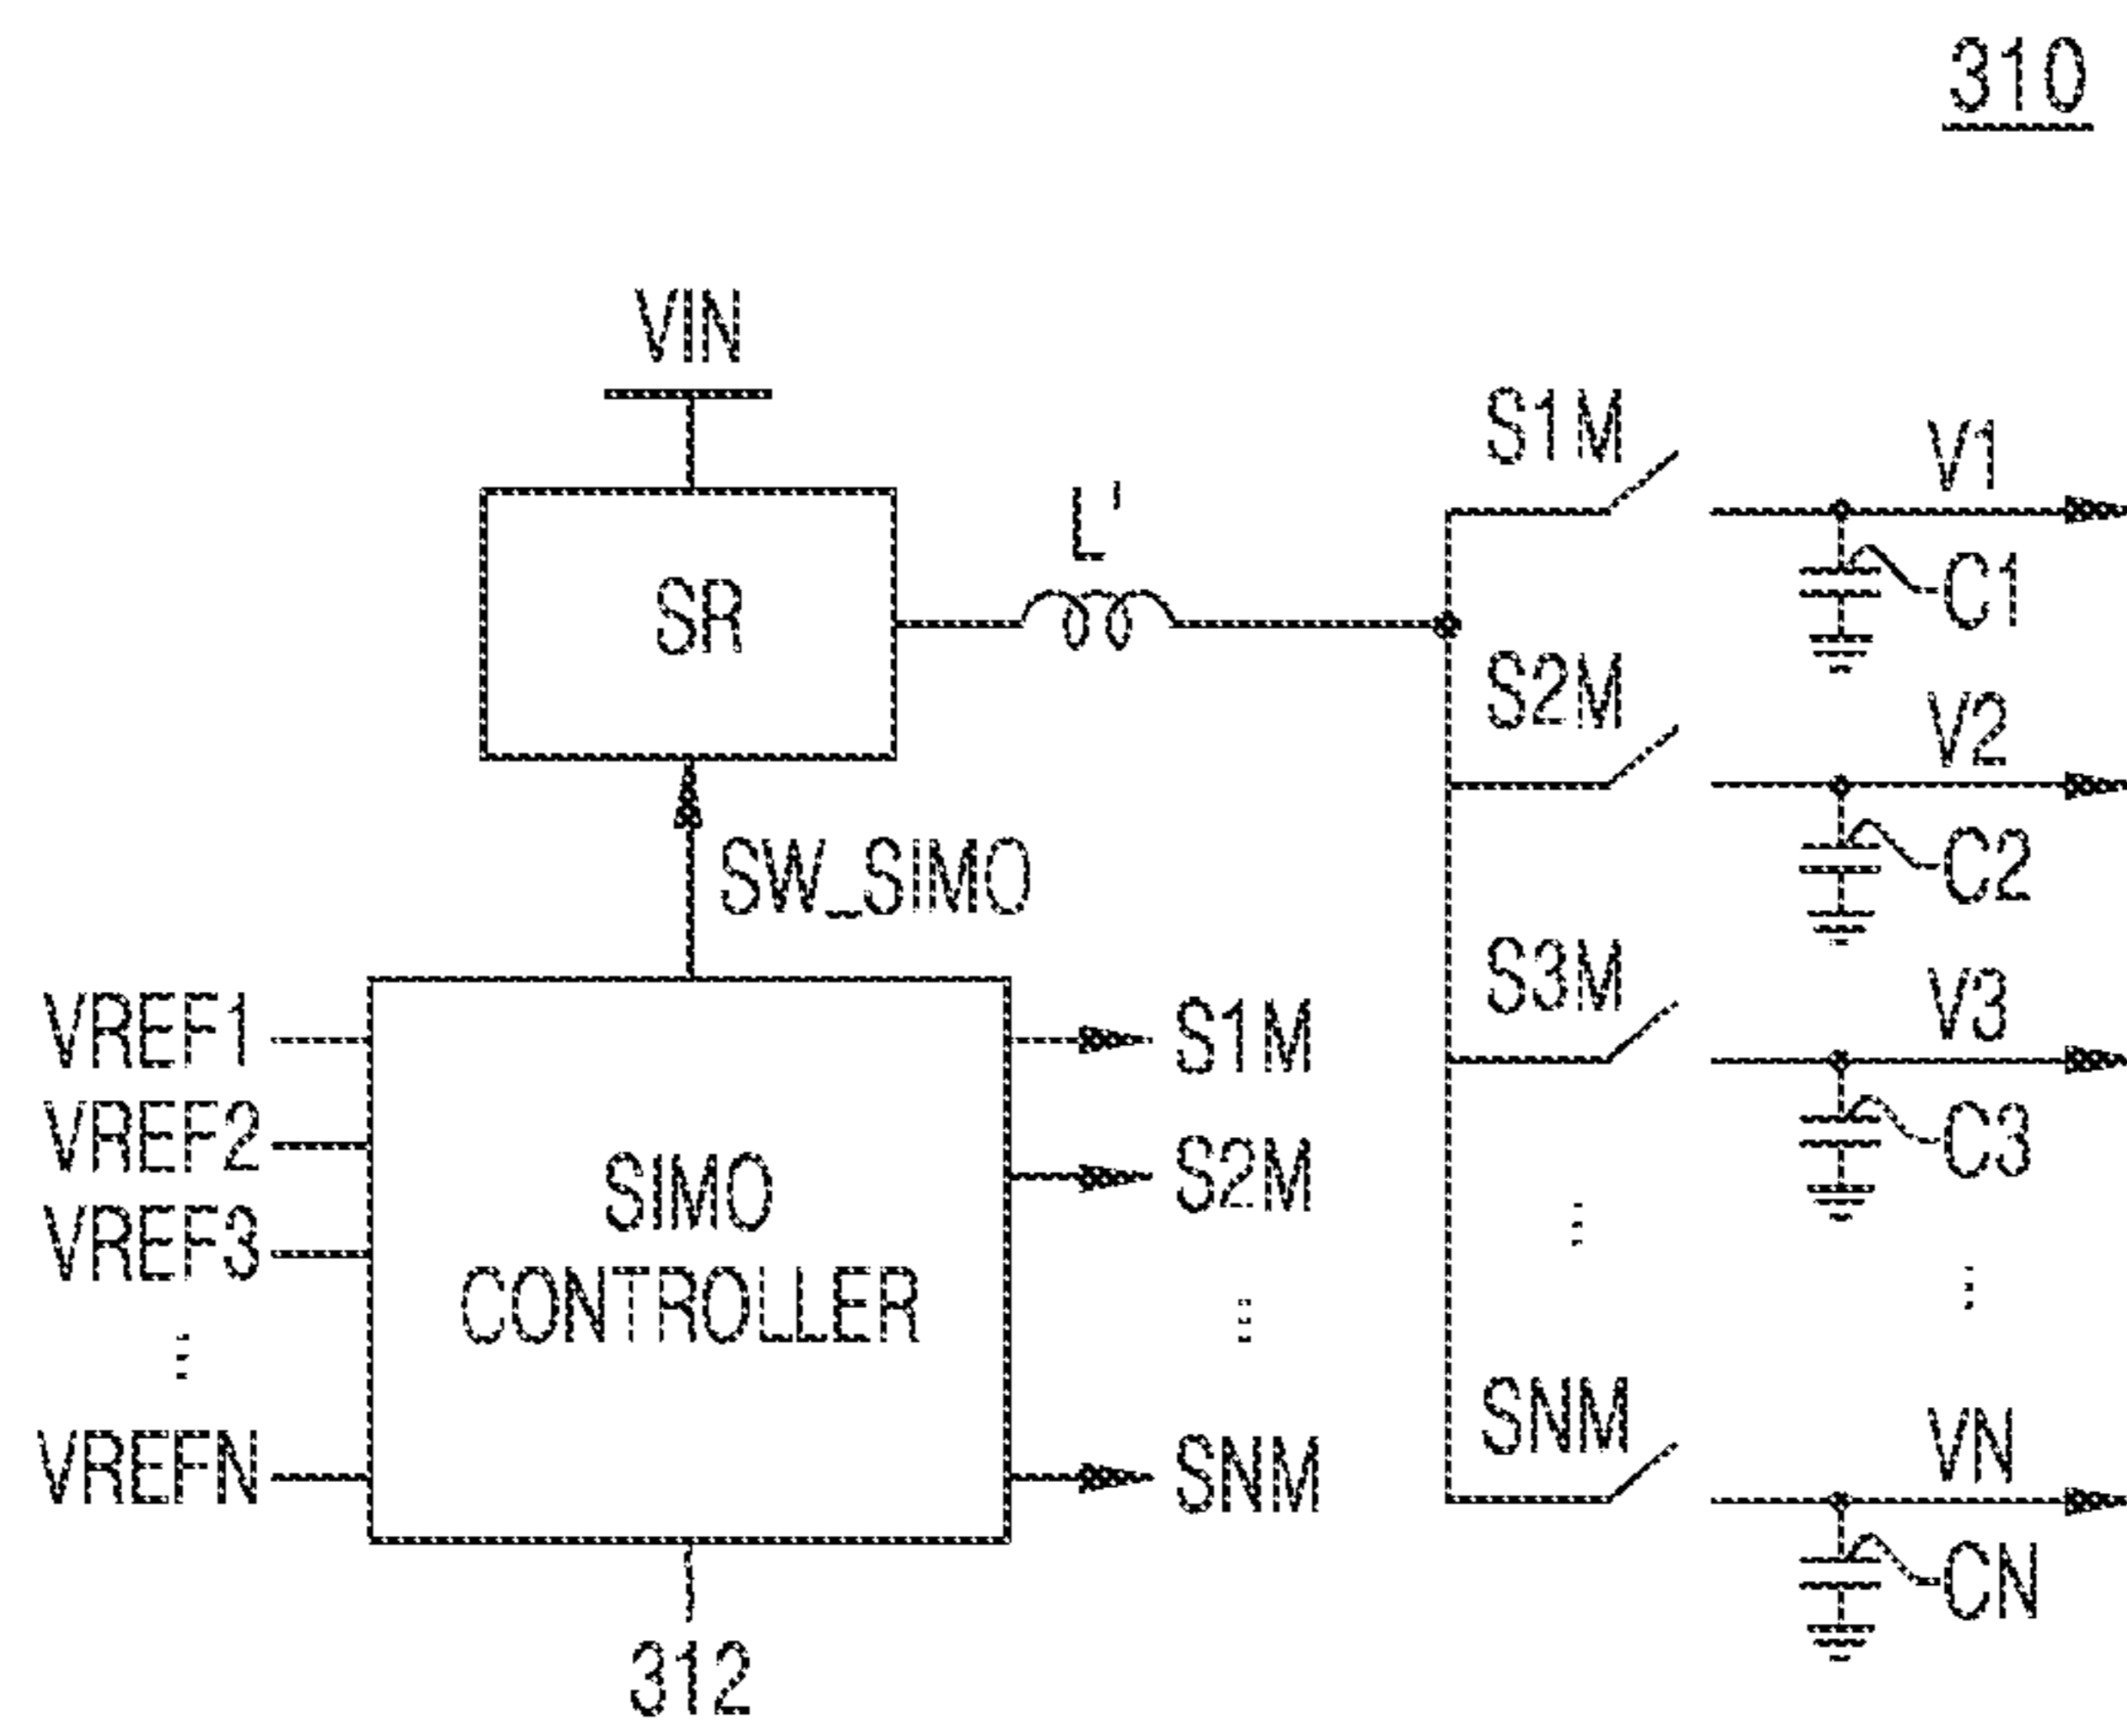 310
VIN
SR
L'
SW_SIMO
VREF1
VREF2
VREF3
VREFN
SIMO
CONTROLLER
S1M
S2M
SNM
312
S1M
V1
C1
S2M
V2
C2
S3M
V3
C3
SNM
VN
CN